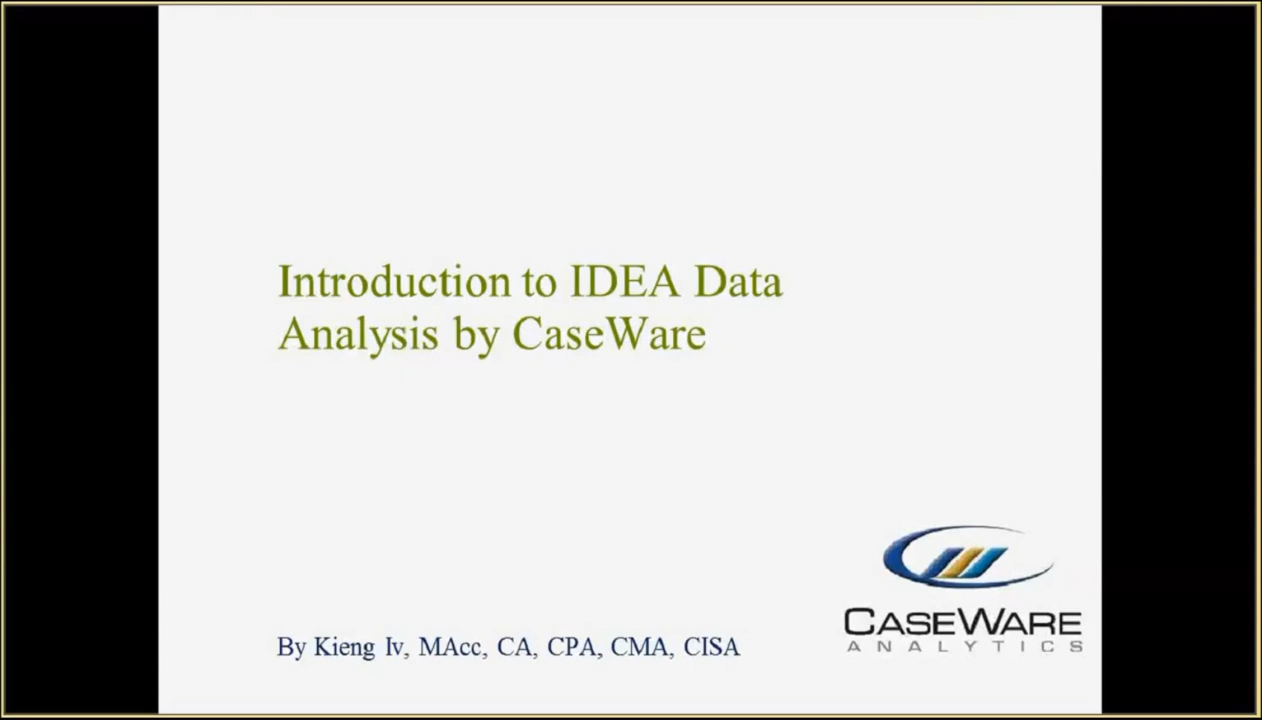 Introduction to IDEA Data
Analysis by CaseWare
By Kieng Iv, MAcc, CA, CPA, CMA, CISA
CASEWARE
ANALYTICS